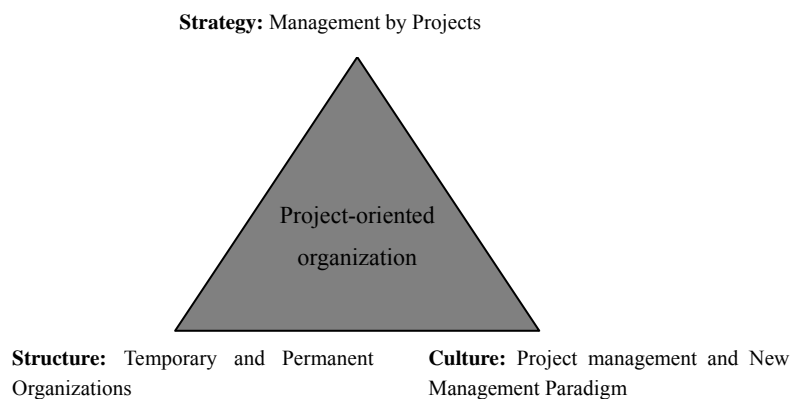 Strategy: Management by Projects
Project-oriented
organization
Structure: Temporary and Permanent
Organizations
Culture: Project management and New
Management Paradigm